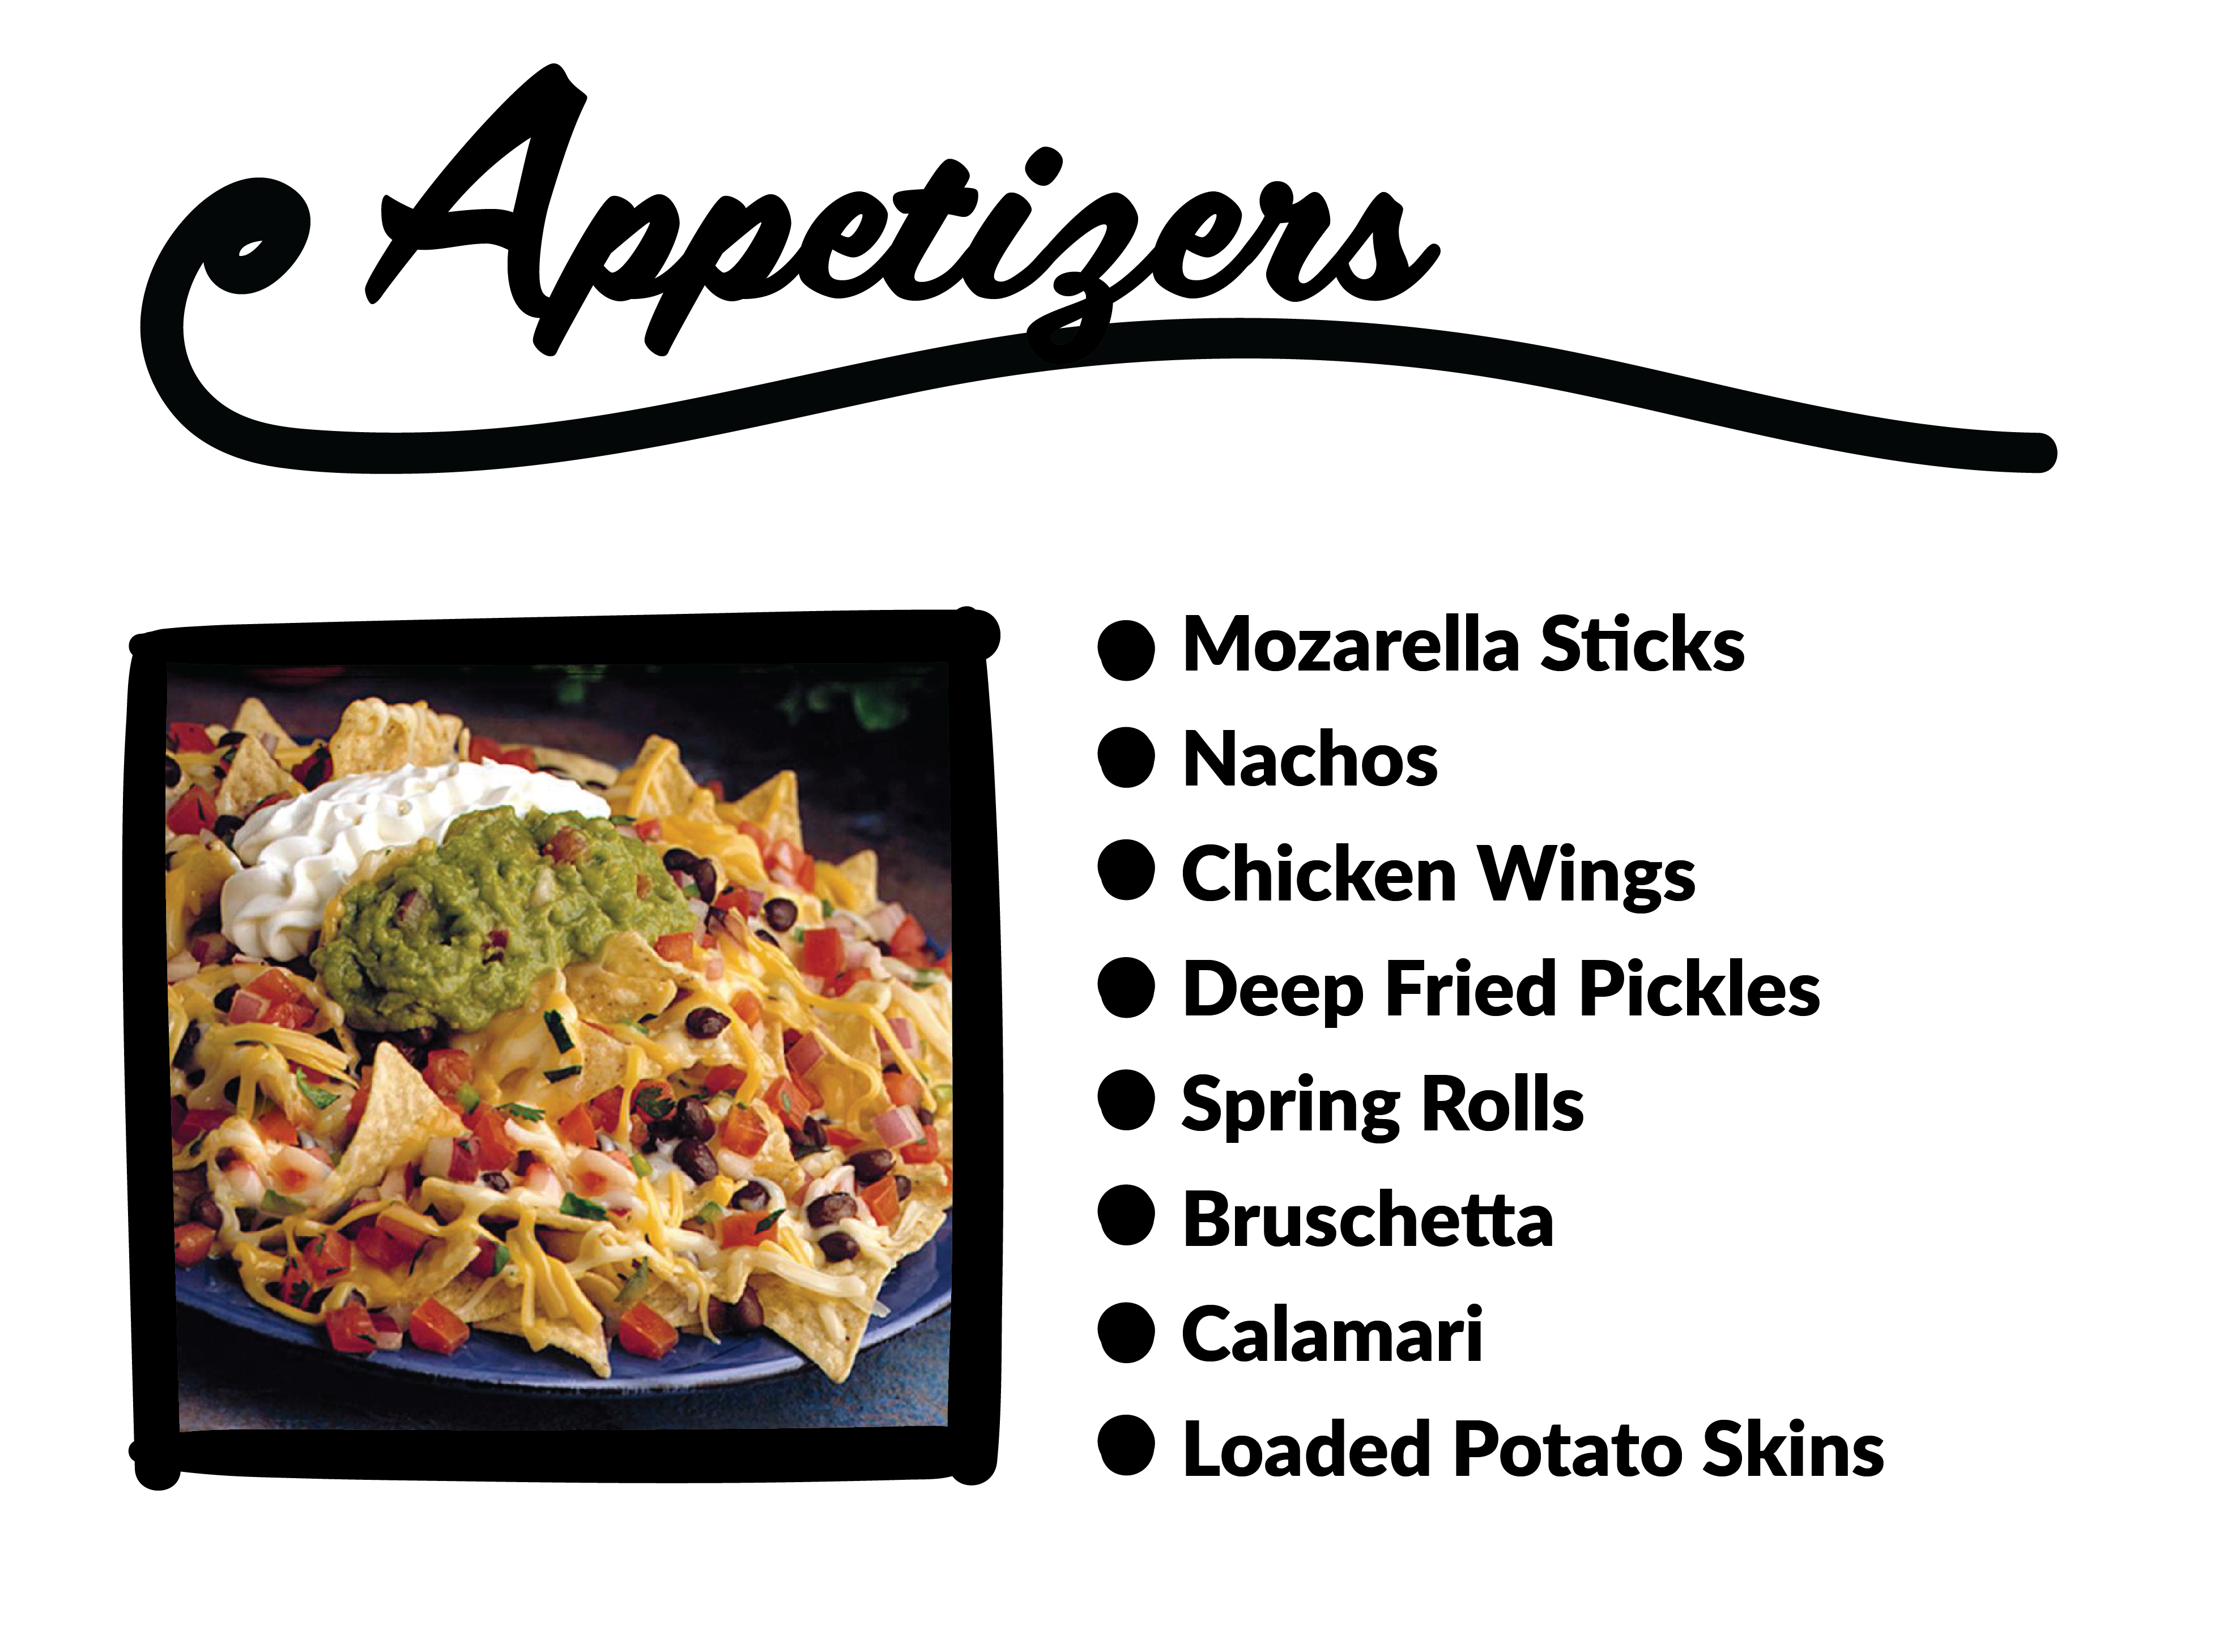 Appetizers
Mozarella Sticks
Nachos
Chicken Wings
Deep Fried Pickles
Spring Rolls
Bruschetta
Calamari
Loaded Potato Skins